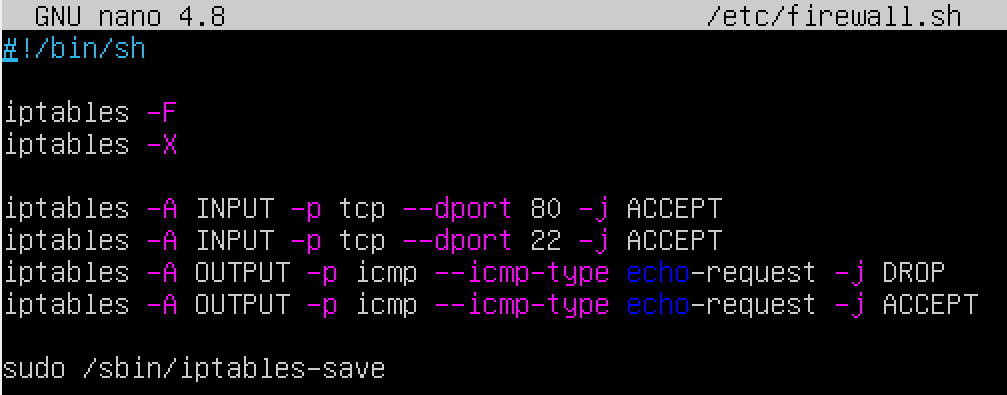 GNU nano 4.8 /etc/firewall.sh
#!/bin/sh
iptables -F
iptables -X
iptables -A INPUT -p tcp --dport 80 -j ACCEPT
iptables -A INPUT -p tcp --dport 22 -j ACCEPT
iptables -A OUTPUT -p icmp --icmp-type echo-request -j DROP
iptables -A OUTPUT -p icmp --icmp-type echo-request -j ACCEPT
sudo /sbin/iptables-save